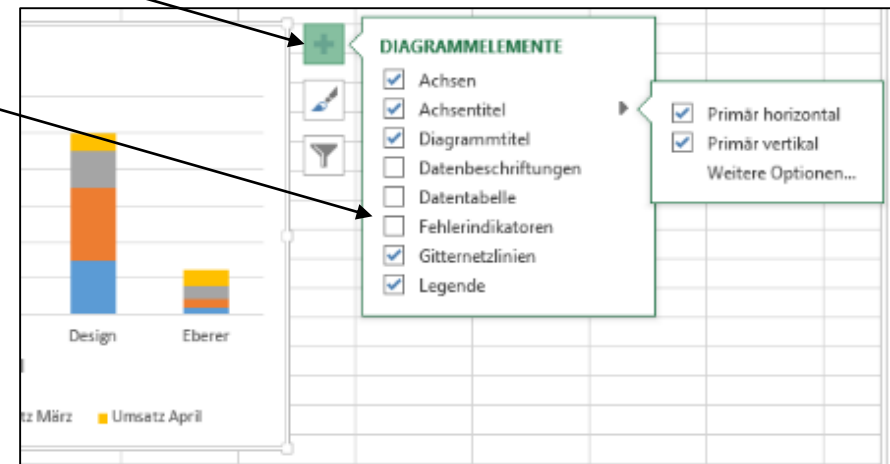 DIAGRAMMELEMENTE
Achsen
Achsentitel
Diagrammtitel
Datenbeschriftungen
Datentabelle
Fehlerindikatoren
Gitternetzlinien
Legende
Primär horizontal
Primär vertikal
Weitere Optionen...
Design Eberer
tz März Umsatz April